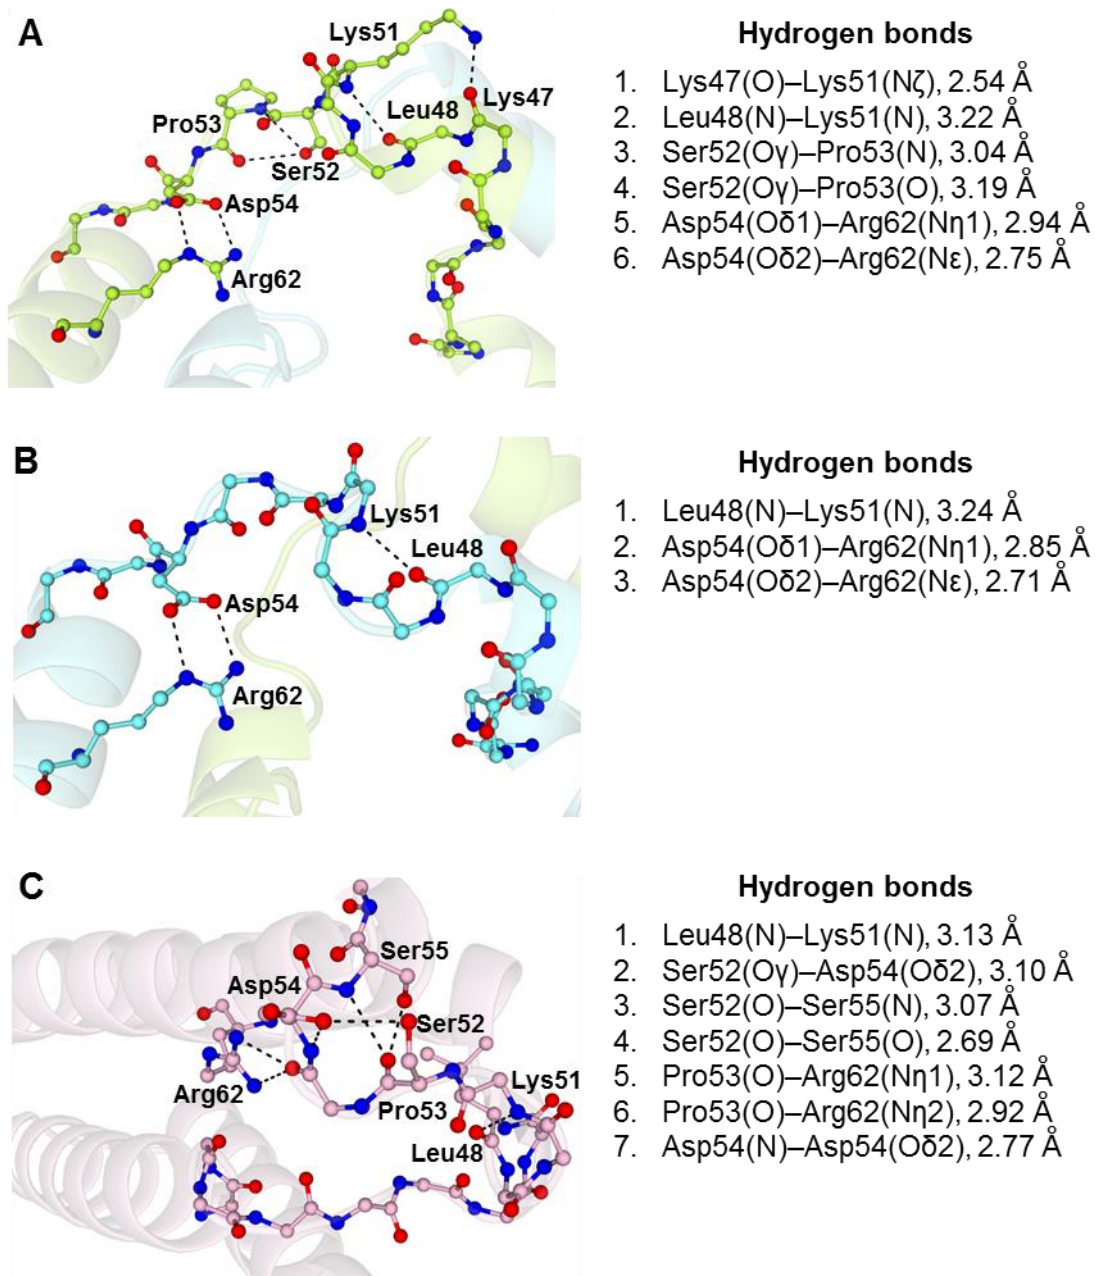 A
Lys51
Lys47
Leu48
Pro53
Ser52
Asp54
Arg62
Hydrogen bonds
1. Lys47(O)–Lys51(Nζ), 2.54 Å
2. Leu48(N)–Lys51(N), 3.22 Å
3. Ser52(Oγ)–Pro53(N), 3.04 Å
4. Ser52(Oγ)–Pro53(O), 3.19 Å
5. Asp54(Oδ1)–Arg62(Nη1), 2.94 Å
6. Asp54(Oδ2)–Arg62(Nε), 2.75 Å
B
Lys51
Leu48
Asp54
Arg62
Hydrogen bonds
1. Leu48(N)–Lys51(N), 3.24 Å
2. Asp54(Oδ1)–Arg62(Nη1), 2.85 Å
3. Asp54(Oδ2)–Arg62(Nε), 2.71 Å
C
Ser55
Asp54
Ser52
Arg62
Lys51
Pro53
Leu48
Hydrogen bonds
1. Leu48(N)–Lys51(N), 3.13 Å
2. Ser52(Oγ)–Asp54(Oδ2), 3.10 Å
3. Ser52(O)–Ser55(N), 3.07 Å
4. Ser52(O)–Ser55(O), 2.69 Å
5. Pro53(O)–Arg62(Nη1), 3.12 Å
6. Pro53(O)–Arg62(Nη2), 2.92 Å
7. Asp54(N)–Asp54(Oδ2), 2.77 Å